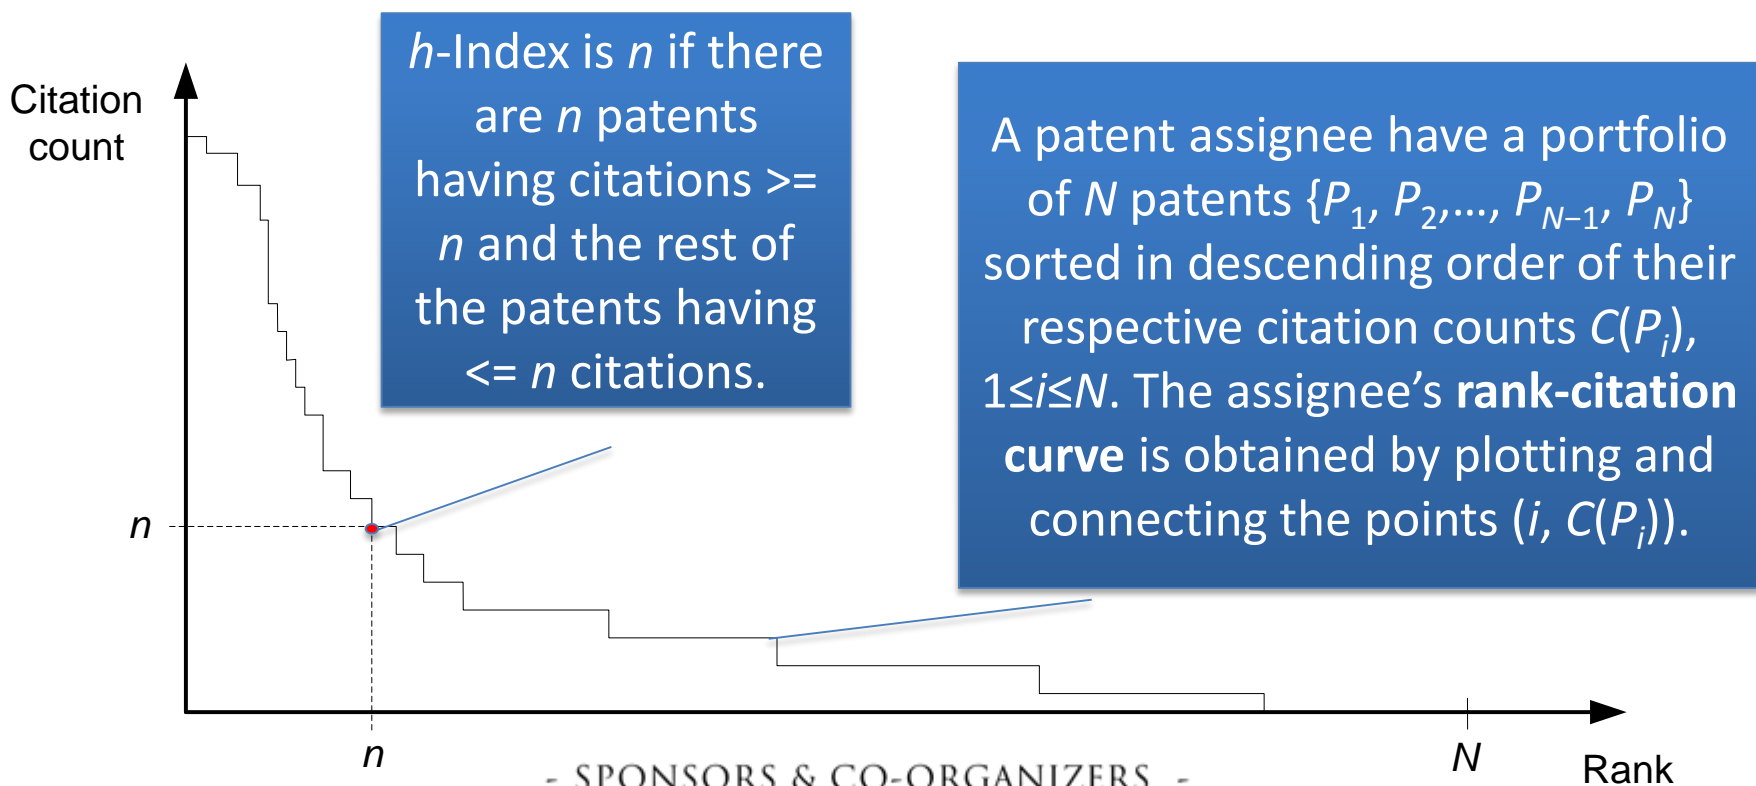 Citation
count
h-Index is n if there
are n patents
having citations >=
n and the rest of
the patents having
<= n citations.
A patent assignee have a portfolio
of N patents {P1, P2,..., PN−1, PN}
sorted in descending order of their
respective citation counts C(Pi),
1≤i≤N. The assignee’s rank-citation
curve is obtained by plotting and
connecting the points (i, C(Pi)).
n
n
N
Rank
- SPONSORS & CO-ORGANIZERS -